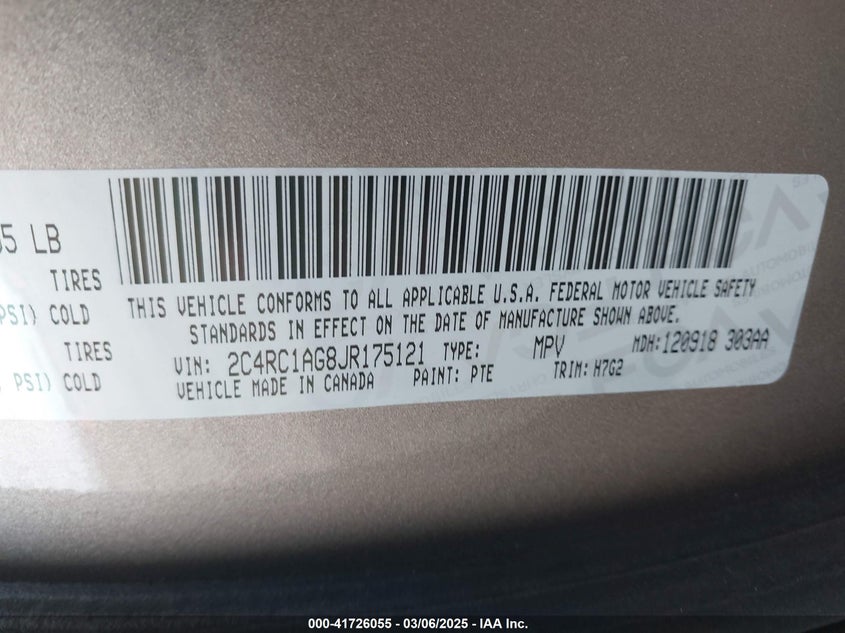 35 LB
TIRES
PSI) COLD
TIRES
PSI) COLD
THIS VEHICLE CONFORMS TO ALL APPLICABLE U.S.A. FEDERAL MOTOR VEHICLE SAFETY
STANDARDS IN EFFECT ON THE DATE OF MANUFACTURE SHOWN ABOVE.
VIN: 2C4RC1AG8JR175121 TYPE: MPV MDH:120918 303AA
VEHICLE MADE IN CANADA PAINT: PTE TRIM: H7G2
000-41726055 - 03/06/2025 - IAA Inc.